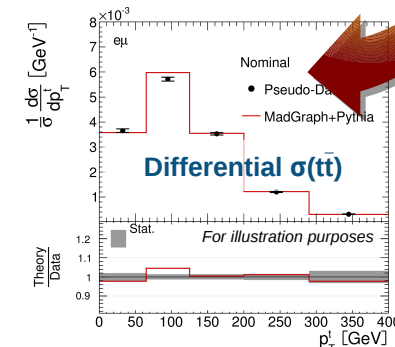 ×10⁻³
8
7
6
5
4
3
2
1
1/σ dσ/dpᵗT [GeV⁻¹]
eμ
Nominal
Pseudo-Da
MadGraph+Pythia
Differential σ(tt̄)
Stat.
For illustration purposes
Theory
Data
1.2
1.1
1
0.9
0 50 100 150 200 250 300 350 400
pᵗT [GeV]